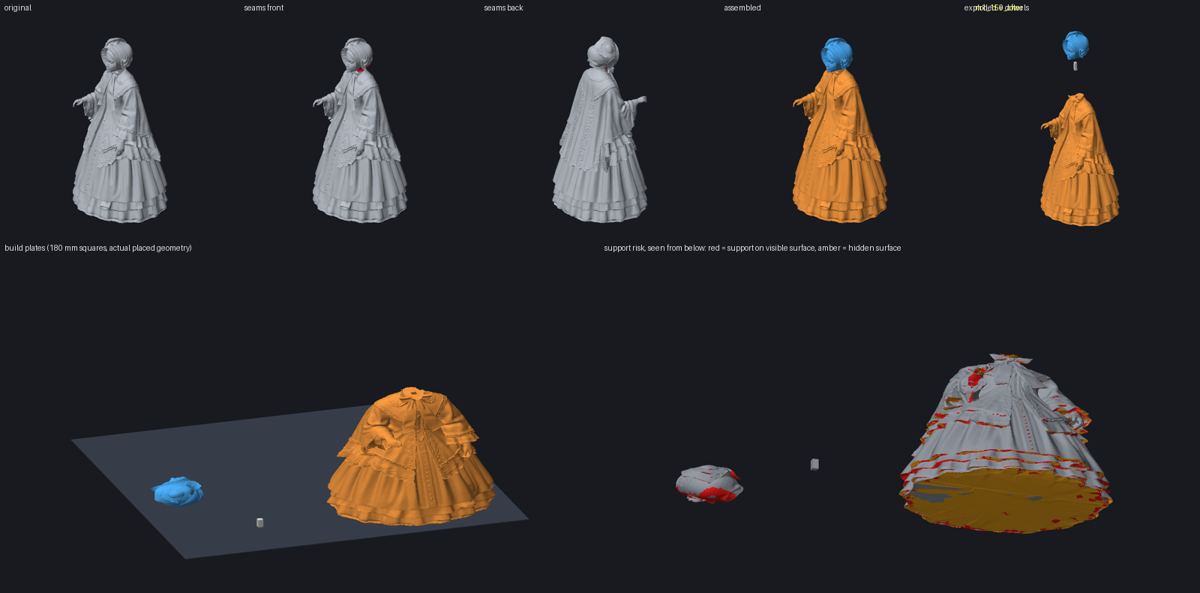 original
seams front
seams back
assembled
build plates (180 mm squares, actual placed geometry)
support risk, seen from below: red = support on visible surface, amber = hidden surface